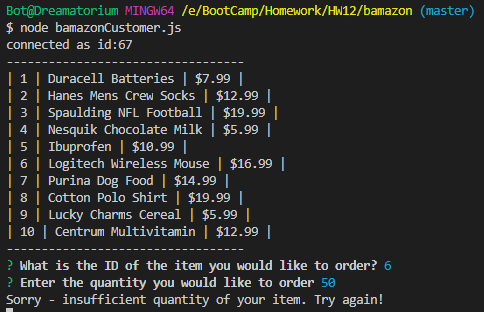 Bot@Dreamatorium MINGW64 /e/BootCamp/Homework/HW12/bamazon (master)
$ node bamazonCustomer.js
connected as id:67
--------------------------------
| 1 | Duracell Batteries | $7.99 |
| 2 | Hanes Mens Crew Socks | $12.99 |
| 3 | Spaulding NFL Football | $19.99 |
| 4 | Nesquik Chocolate Milk | $5.99 |
| 5 | Ibuprofen | $10.99 |
| 6 | Logitech Wireless Mouse | $16.99 |
| 7 | Purina Dog Food | $14.99 |
| 8 | Cotton Polo Shirt | $19.99 |
| 9 | Lucky Charms Cereal | $5.99 |
| 10 | Centrum Multivitamin | $12.99 |
--------------------------------
? What is the ID of the item you would like to order? 6
? Enter the quantity you would like to order 50
Sorry - insufficient quantity of your item. Try again!